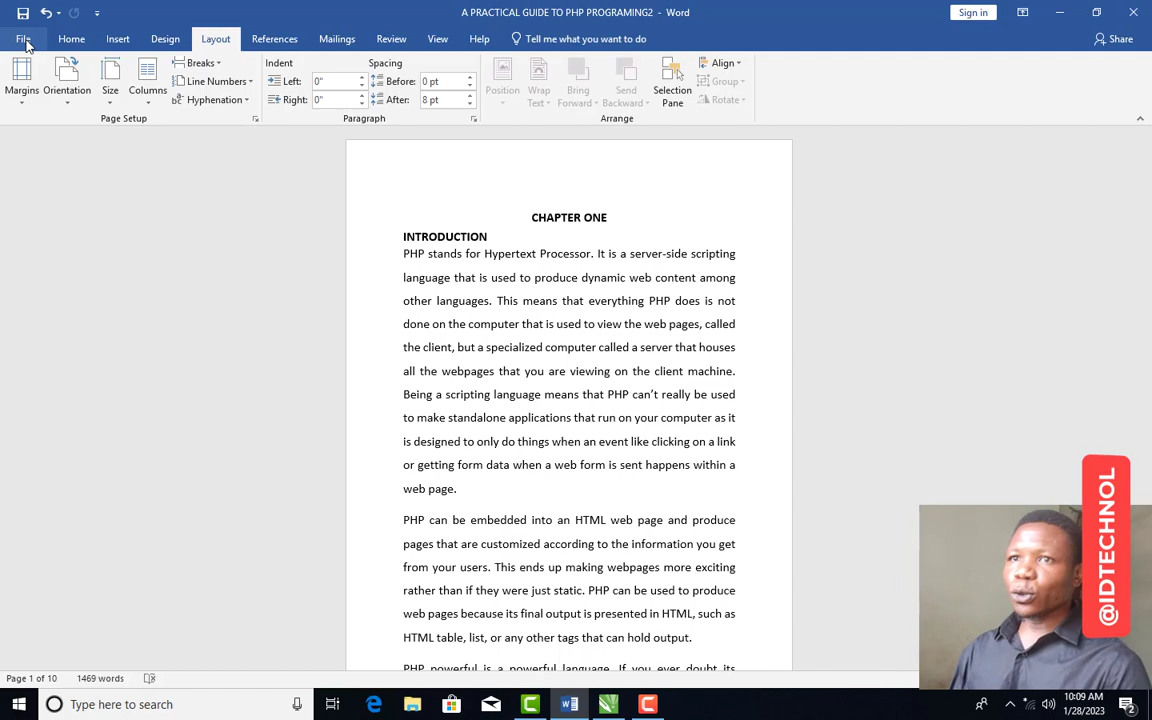 A PRACTICAL GUIDE TO PHP PROGRAMING2 - Word
Sign in
File Home Insert Design Layout References Mailings Review View Help Tell me what you want to do
Share
Margins Orientation Size Columns
Breaks
Line Numbers
Hyphenation
Page Setup
Indent
Left: 0"
Right: 0"
Spacing
Before: 0 pt
After: 8 pt
Paragraph
Position
Wrap Text
Bring Forward
Send Backward
Selection Pane
Align
Group
Rotate
Arrange
CHAPTER ONE
INTRODUCTION
PHP stands for Hypertext Processor. It is a server-side scripting
language that is used to produce dynamic web content among
other languages. This means that everything PHP does is not
done on the computer that is used to view the web pages, called
the client, but a specialized computer called a server that houses
all the webpages that you are viewing on the client machine.
Being a scripting language means that PHP can’t really be used
to make standalone applications that run on your computer as it
is designed to only do things when an event like clicking on a link
or getting form data when a web form is sent happens within a
web page.
PHP can be embedded into an HTML web page and produce
pages that are customized according to the information you get
from your users. This ends up making webpages more exciting
rather than if they were just static. PHP can be used to produce
web pages because its final output is presented in HTML, such as
HTML table, list, or any other tags that can hold output.
PHP powerful is a powerful language. If you ever doubt its
@IDTECHNOL
Page 1 of 10 1469 words
Type here to search
10:09 AM
1/28/2023
2